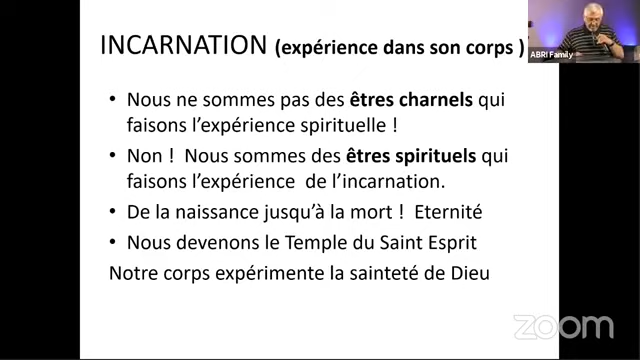 INCARNATION (expérience dans son corps )
ABRI Family
• Nous ne sommes pas des êtres charnels qui
faisons l’expérience spirituelle !
• Non ! Nous sommes des êtres spirituels qui
faisons l’expérience de l’incarnation.
• De la naissance jusqu’à la mort ! Eternité
• Nous devenons le Temple du Saint Esprit
Notre corps expérimente la sainteté de Dieu
zoom